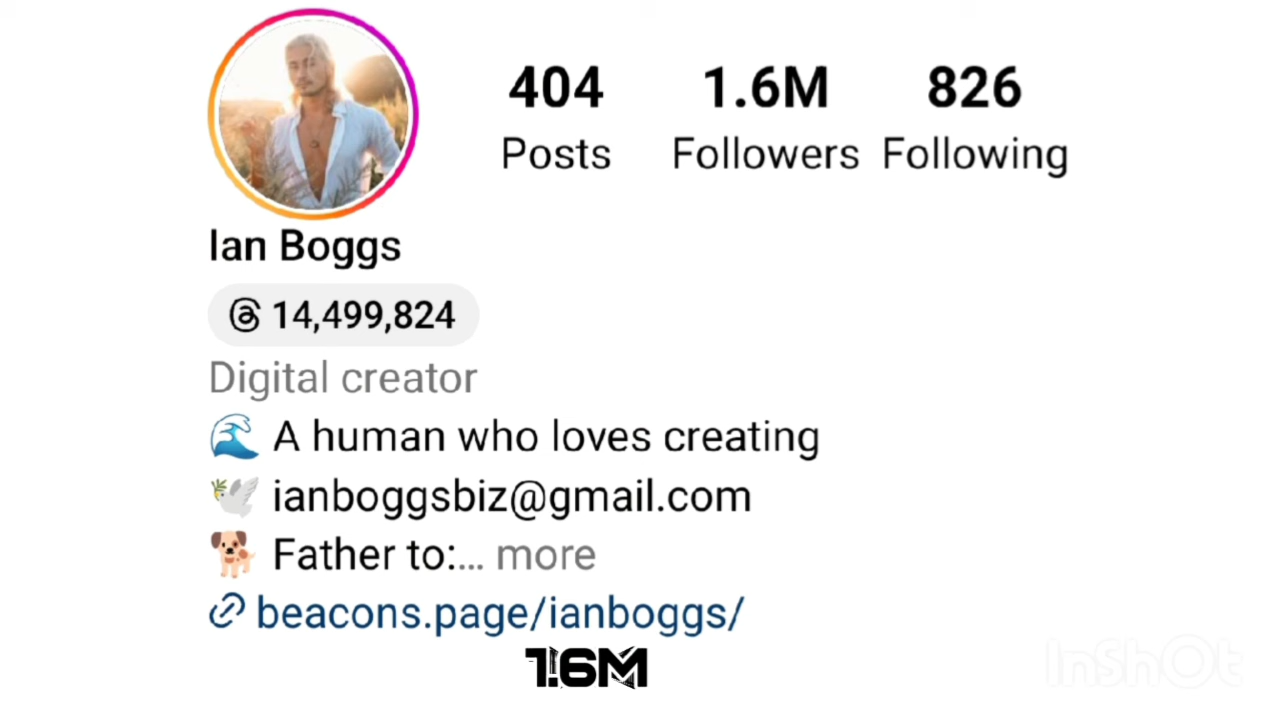 404 1.6M 826
Posts Followers Following
Ian Boggs
14,499,824
Digital creator
🌊 A human who loves creating
🕊️ ianboggsbiz@gmail.com
🐕 Father to:... more
beacons.page/ianboggs/
1.6M
InShOt